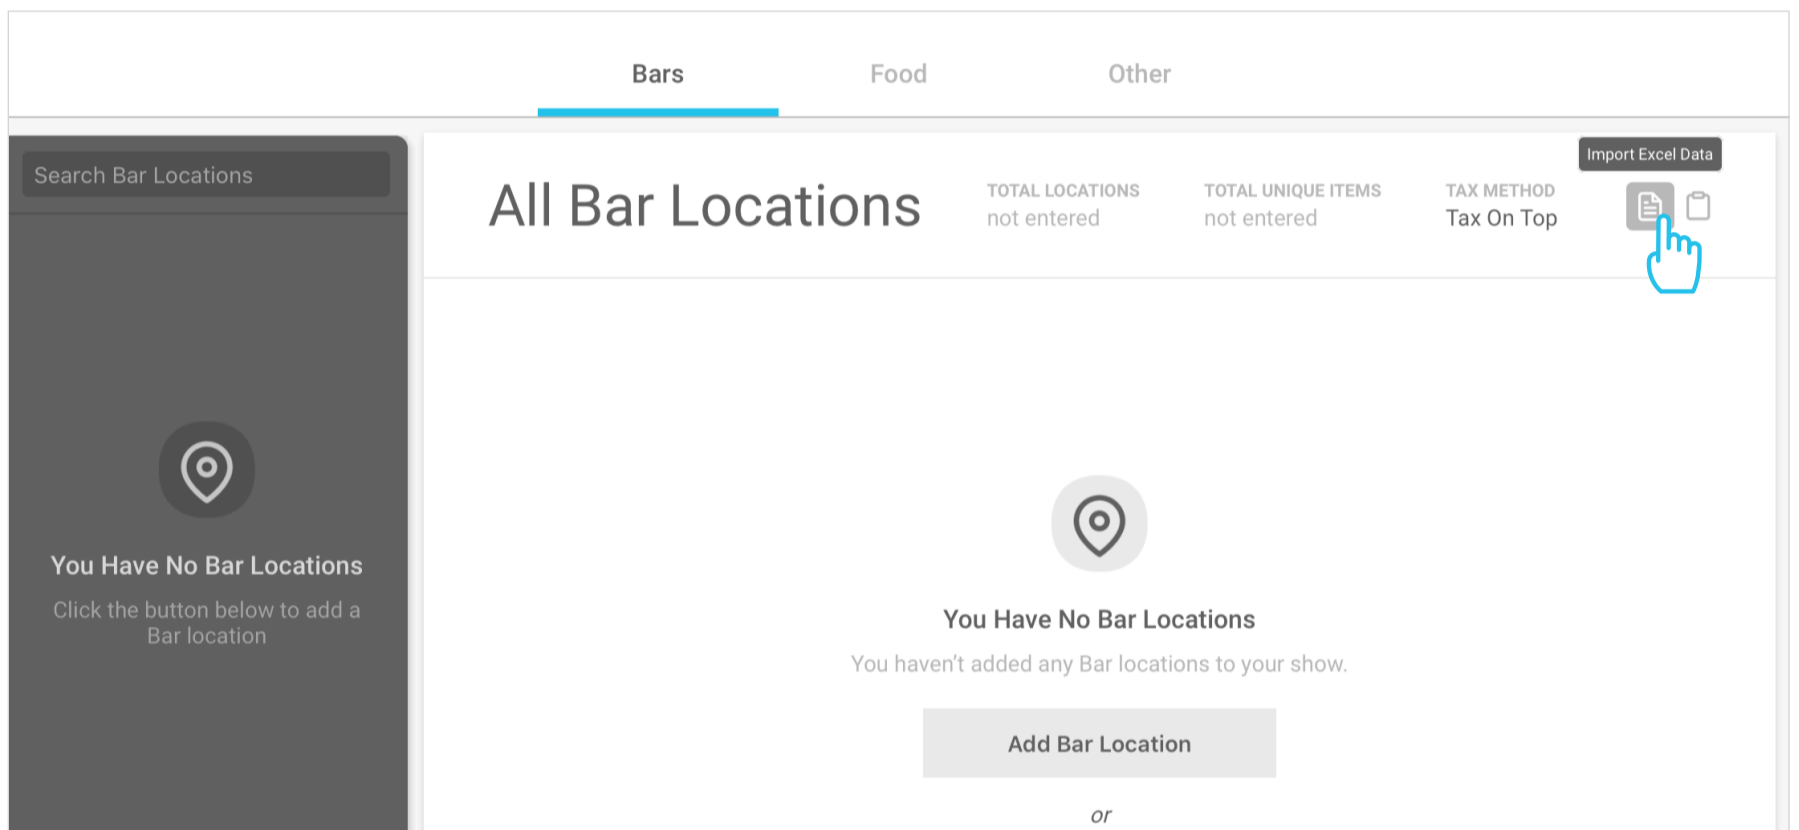 Bars
Food
Other
Search Bar Locations
You Have No Bar Locations
Click the button below to add a
Bar location
All Bar Locations
TOTAL LOCATIONS
not entered
TOTAL UNIQUE ITEMS
not entered
TAX METHOD
Tax On Top
Import Excel Data
You Have No Bar Locations
You haven’t added any Bar locations to your show.
Add Bar Location
or